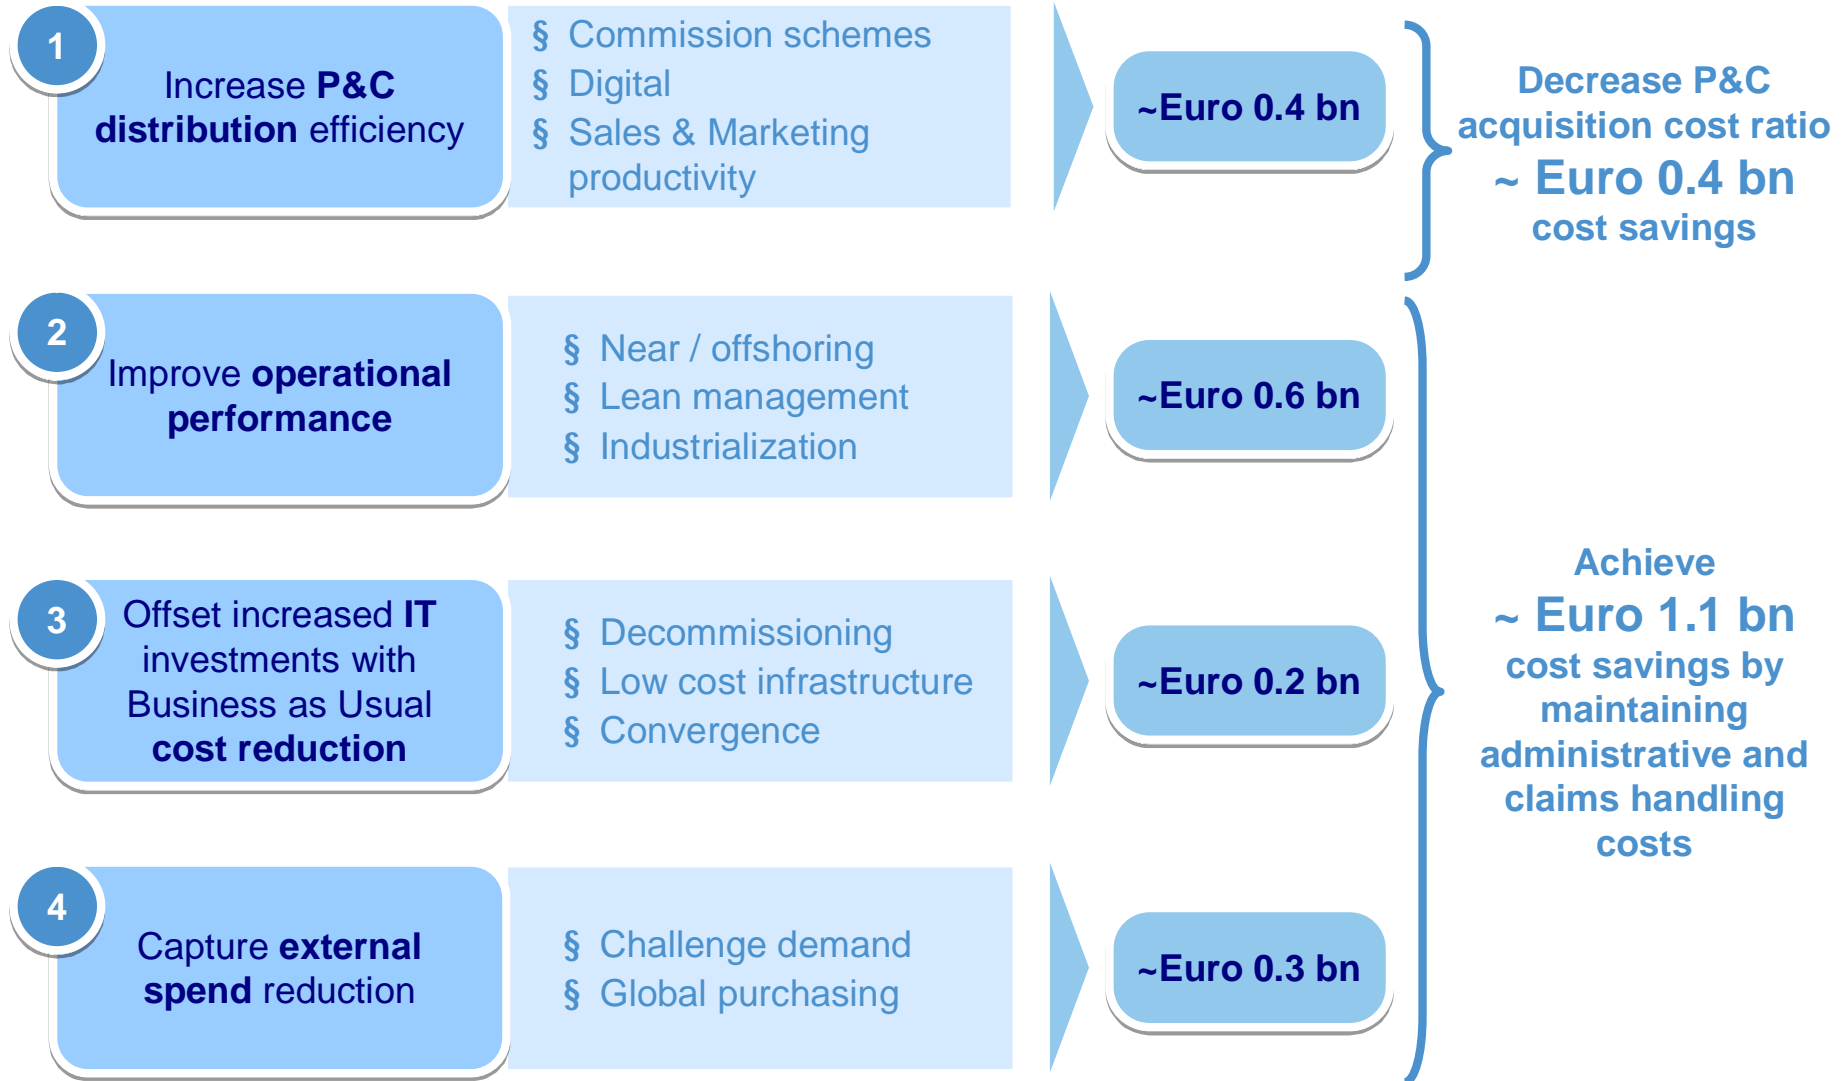 1
Increase P&C
distribution efficiency
§ Commission schemes
§ Digital
§ Sales & Marketing
productivity
~Euro 0.4 bn
Decrease P&C
acquisition cost ratio
~ Euro 0.4 bn
cost savings
2
Improve operational
performance
§ Near / offshoring
§ Lean management
§ Industrialization
~Euro 0.6 bn
3
Offset increased IT
investments with
Business as Usual
cost reduction
§ Decommissioning
§ Low cost infrastructure
§ Convergence
~Euro 0.2 bn
Achieve
~ Euro 1.1 bn
cost savings by
maintaining
administrative and
claims handling
costs
4
Capture external
spend reduction
§ Challenge demand
§ Global purchasing
~Euro 0.3 bn